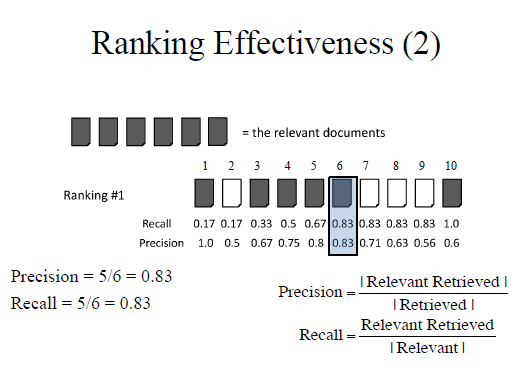 Ranking Effectiveness (2)
= the relevant documents
1 2 3 4 5 6 7 8 9 10
Ranking #1
Recall 0.17 0.17 0.33 0.5 0.67 0.83 0.83 0.83 0.83 1.0
Precision 1.0 0.5 0.67 0.75 0.8 0.83 0.71 0.63 0.56 0.6
Precision = 5/6 = 0.83
Recall = 5/6 = 0.83
Precision = | Relevant Retrieved |
| Retrieved |
Recall = Relevant Retrieved
| Relevant |